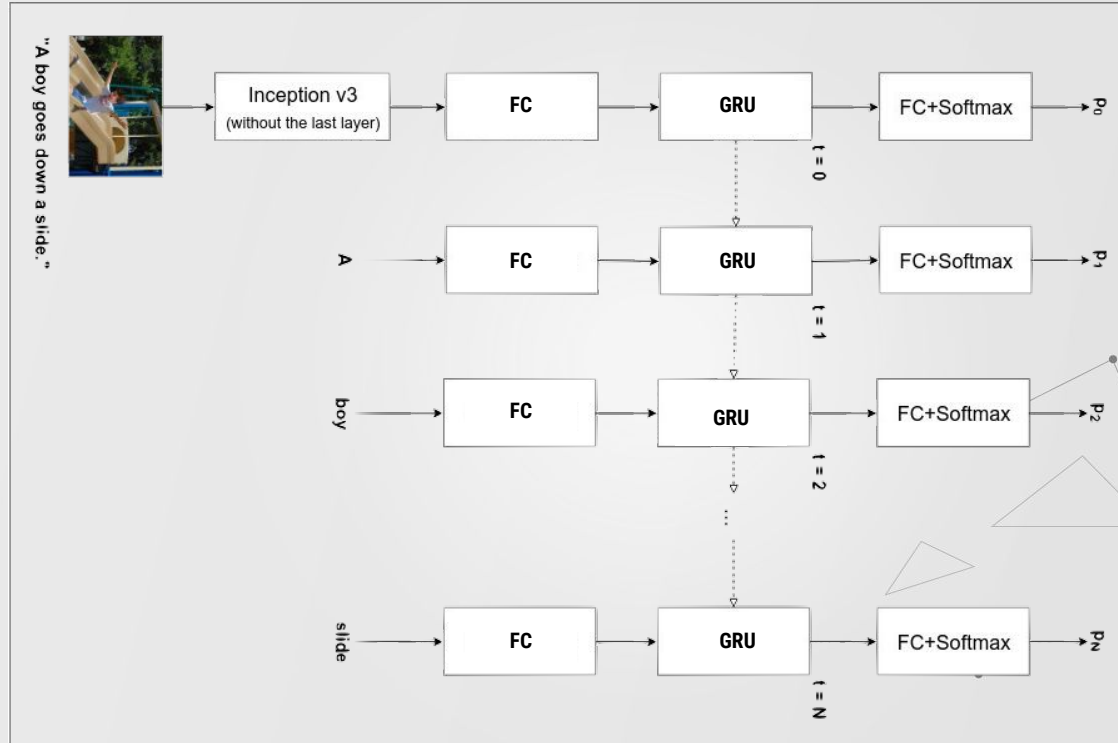 "A boy goes down a slide."
Inception v3
(without the last layer)
FC
GRU
FC+Softmax
p0
t = 0
A
FC
GRU
FC+Softmax
p1
t = 1
boy
FC
GRU
FC+Softmax
p2
t = 2
...
slide
FC
GRU
FC+Softmax
pN
t = N